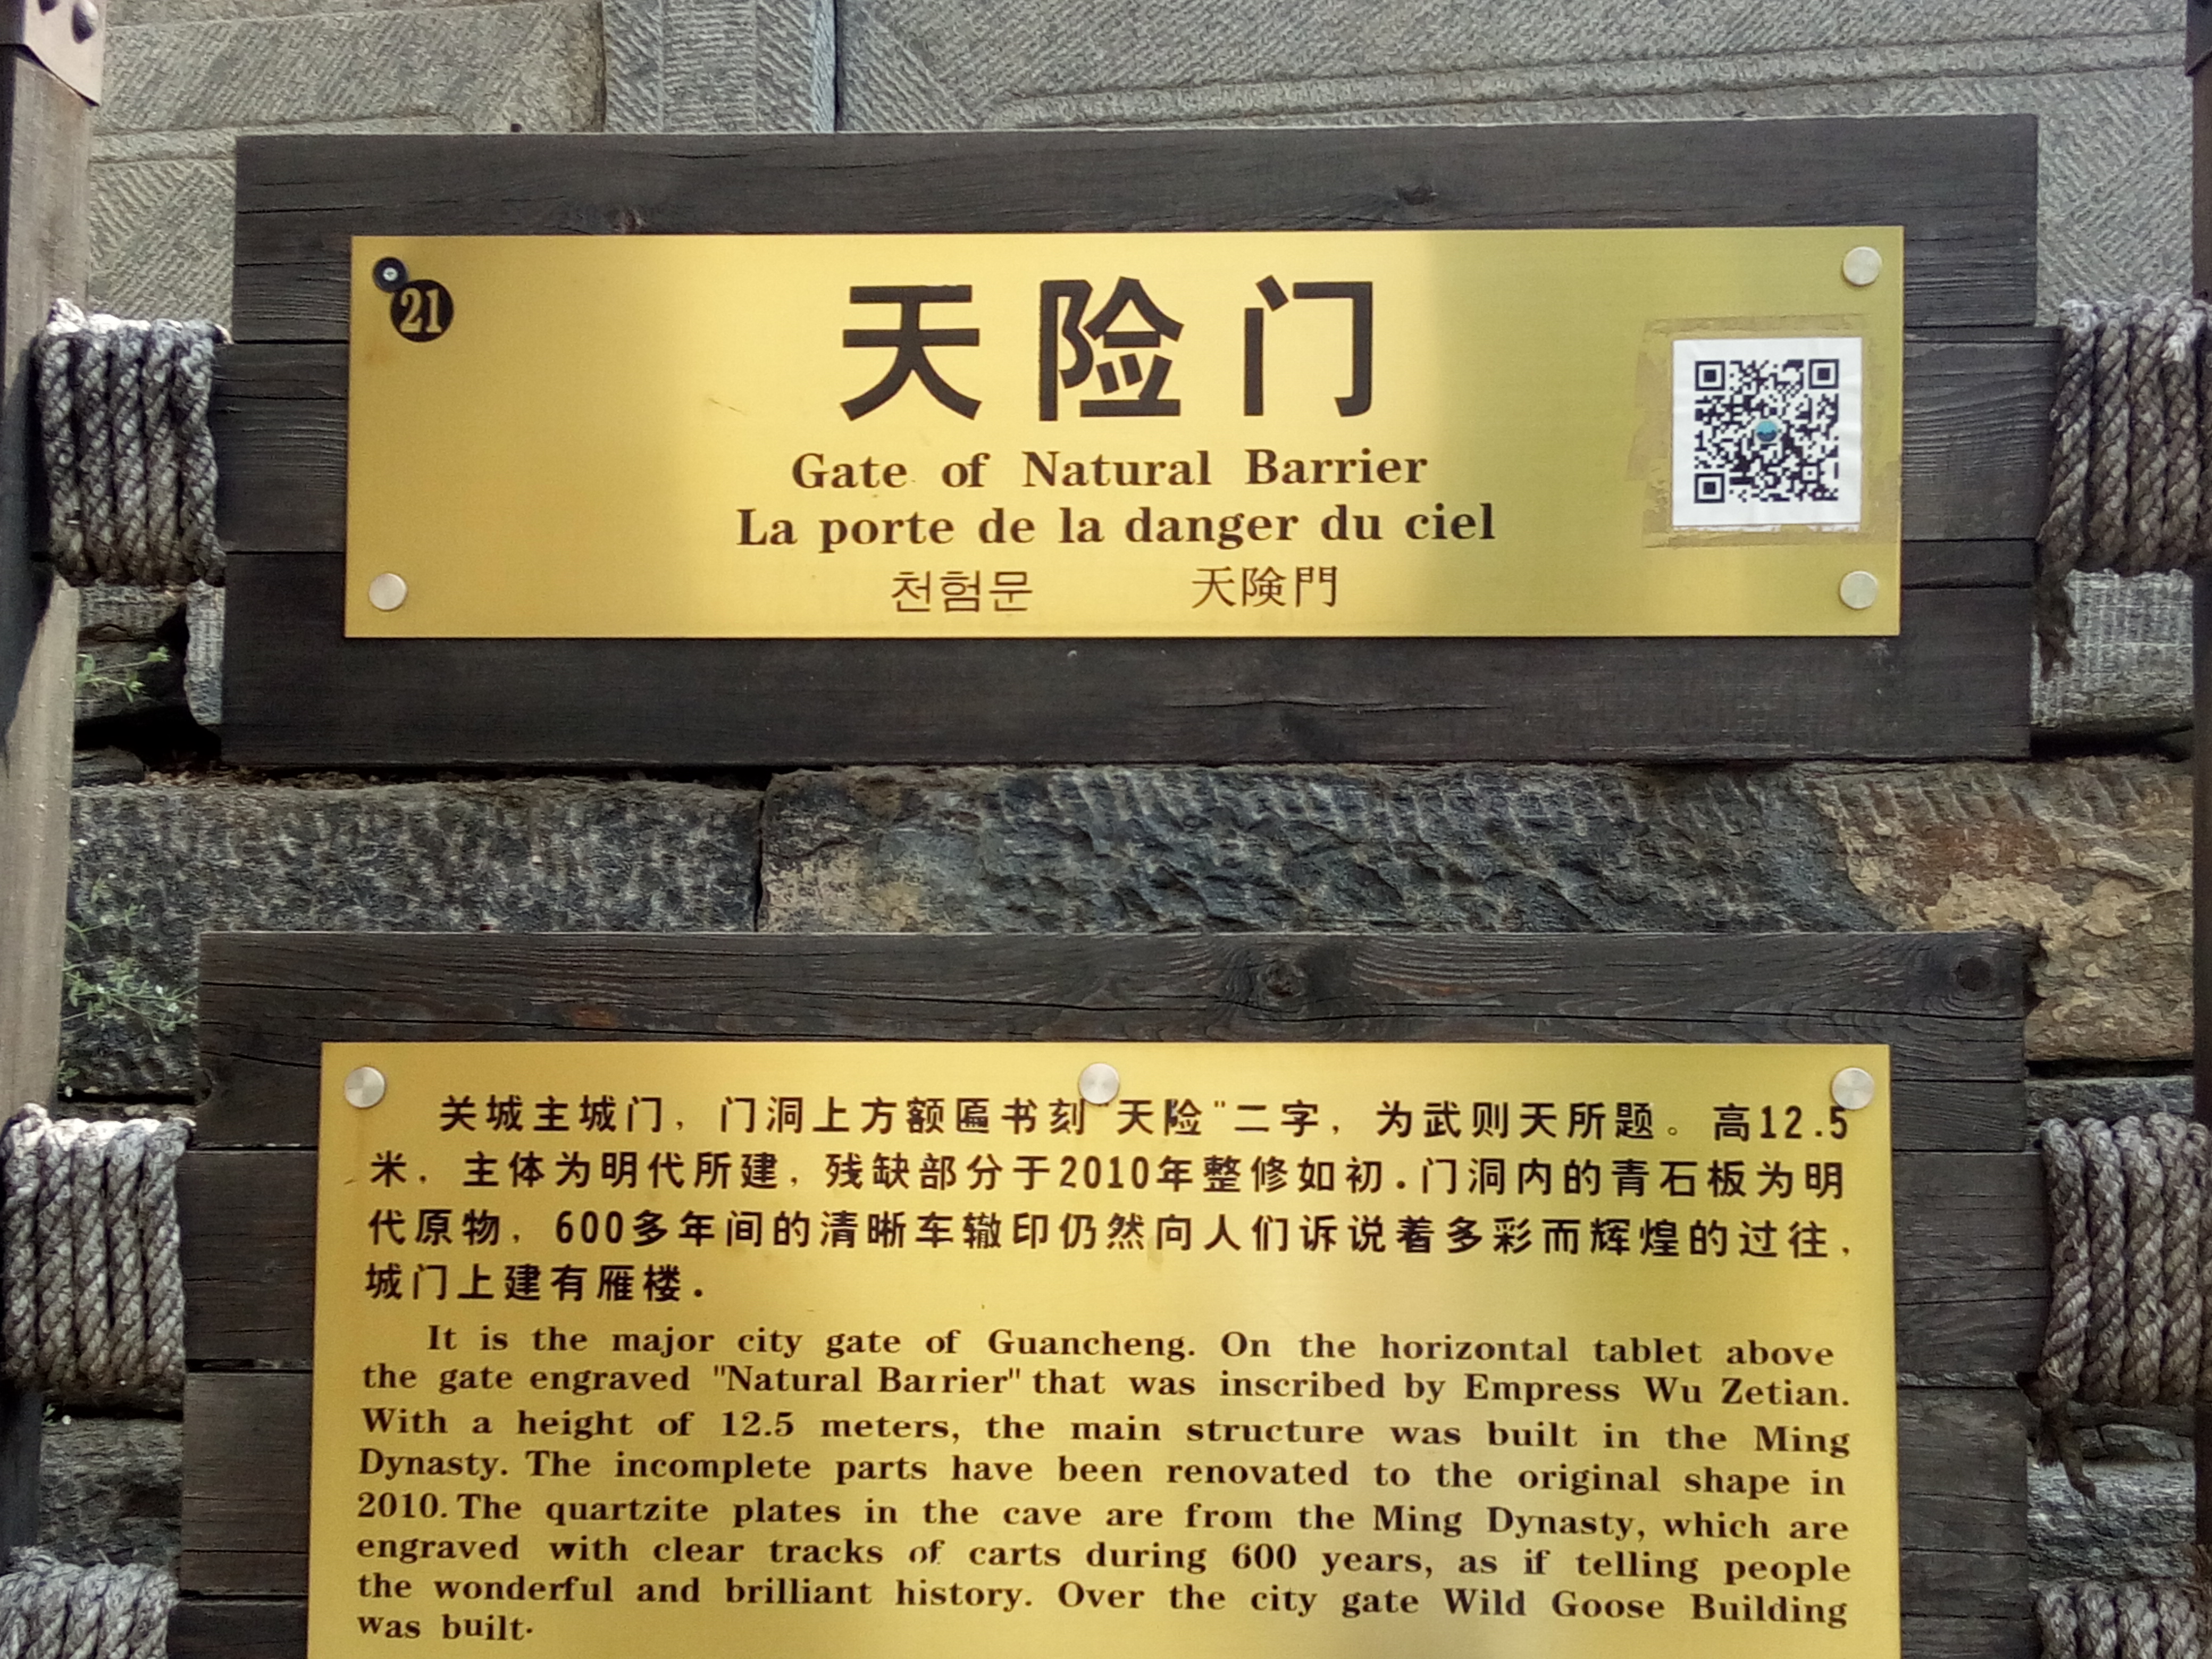 21
天险门
Gate of Natural Barrier
La porte de la danger du ciel
천험문 天険門
关城主城门，门洞上方额匾书刻"天险"二字，为武则天所题。高12.5
米，主体为明代所建，残缺部分于2010年整修如初.门洞内的青石板为明
代原物，600多年间的清晰车辙印仍然向人们诉说着多彩而辉煌的过往，
城门上建有雁楼.
It is the major city gate of Guancheng. On the horizontal tablet above
the gate engraved "Natural Barrier" that was inscribed by Empress Wu Zetian.
With a height of 12.5 meters, the main structure was built in the Ming
Dynasty. The incomplete parts have been renovated to the original shape in
2010. The quartzite plates in the cave are from the Ming Dynasty, which are
engraved with clear tracks of carts during 600 years, as if telling people
the wonderful and brilliant history. Over the city gate Wild Goose Building
was built.